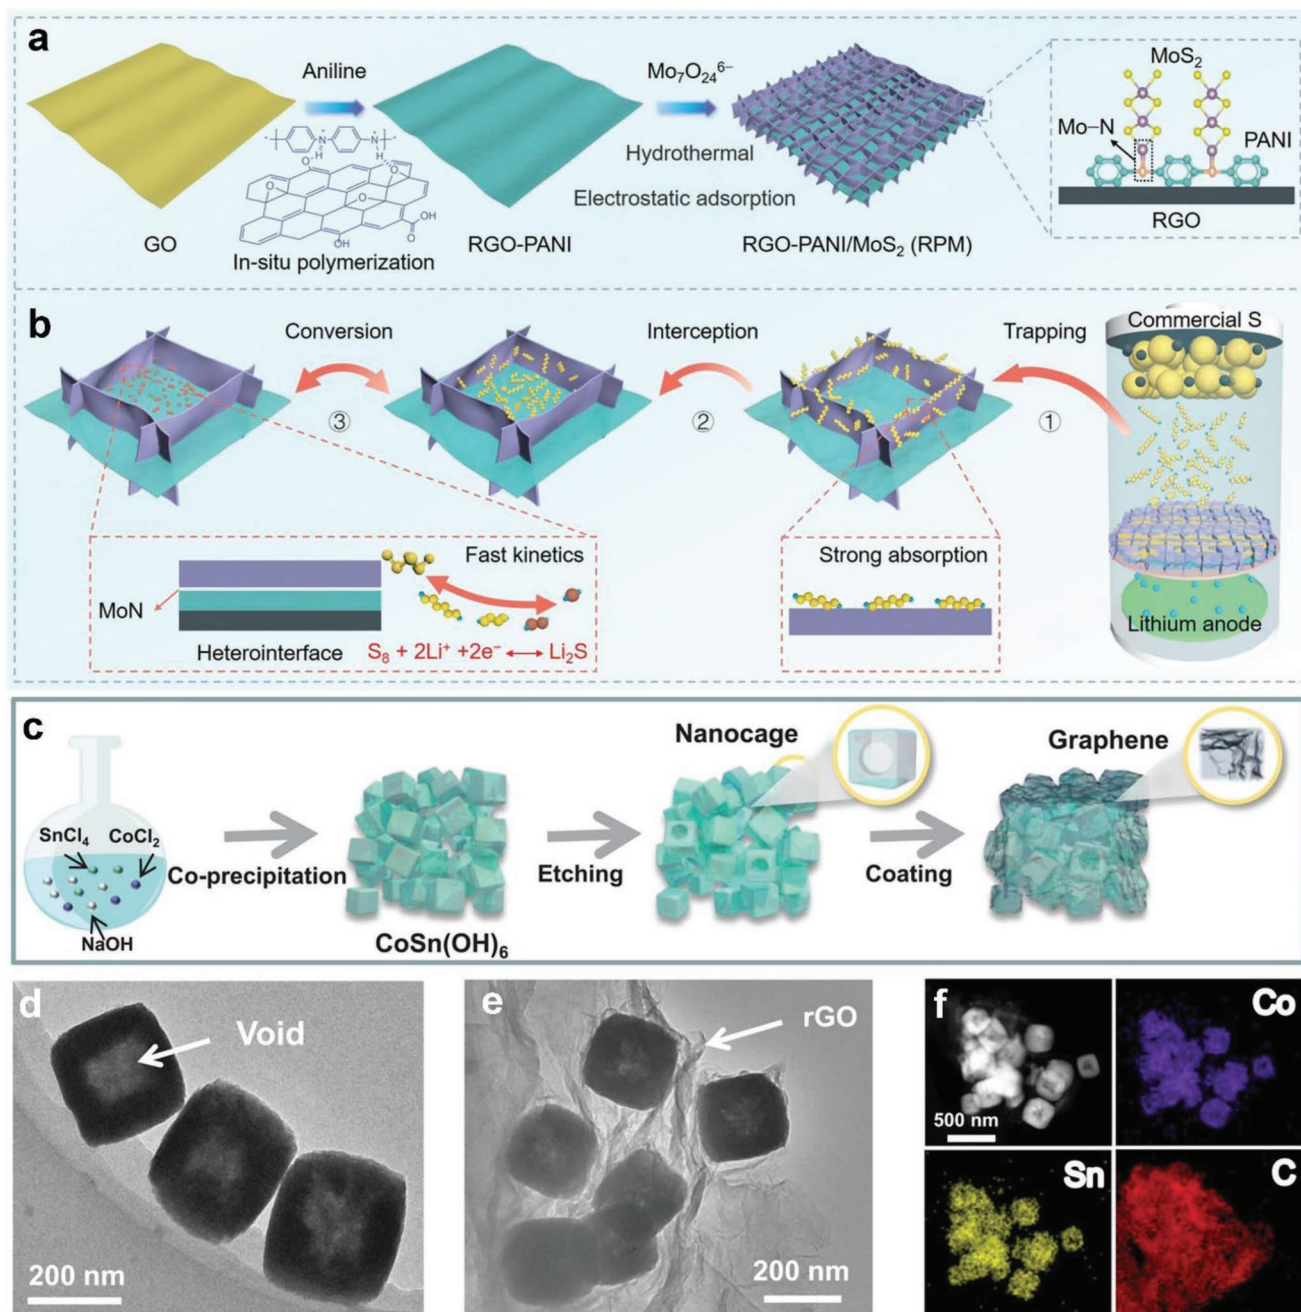 a
Aniline
Mo₇O₂₄⁶⁻
MoS₂
Mo–N
PANI
N⁺
N⁺
H
H
O
O
O
O
OH
O
OH
Hydrothermal
Electrostatic adsorption
RGO
GO
RGO-PANI
RGO-PANI/MoS₂ (RPM)
In-situ polymerization
b
Conversion
Interception
Trapping
Commercial S
③
②
①
Fast kinetics
Strong absorption
MoN
Lithium anode
Heterointerface
S₈ + 2Li⁺ +2e⁻ ⟷ Li₂S
c
Nanocage
Graphene
SnCl₄
CoCl₂
Co-precipitation
Etching
Coating
NaOH
CoSn(OH)₆
d
Void
200 nm
e
rGO
200 nm
f
Co
500 nm
Sn
C